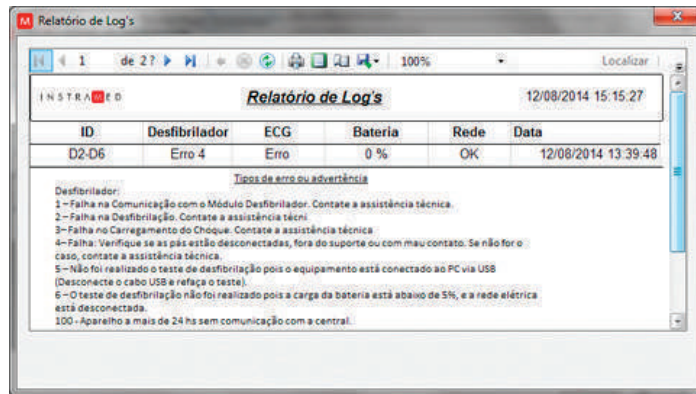 Relatório de Log's
1 de 2? 100% Localizar
INSTRAMED Relatório de Log's 12/08/2014 15:15:27
ID Desfibrilador ECG Bateria Rede Data
D2-D6 Erro 4 Erro 0 % OK 12/08/2014 13:39:48
Tipos de erro ou advertência
Desfibrilador:
1 – Falha na Comunicação com o Módulo Desfibrilador. Contate a assistência técnica.
2 – Falha na Desfibrilação. Contate a assistência técni
3– Falha no Carregamento do Choque. Contate a assistência técnica
4– Falha: Verifique se as pás estão desconectadas, fora do suporte ou com mau contato. Se não for o
caso, contate a assistência técnica.
5 – Não foi realizado o teste de desfibrilação pois o equipamento está conectado ao PC via USB
(Desconecte o cabo USB e refaça o teste).
6 – O teste de desfibrilação não foi realizado pois a carga da bateria está abaixo de 5%, e a rede elétrica
está desconectada.
100 - Aparelho a mais de 24 hs sem comunicação com a central.